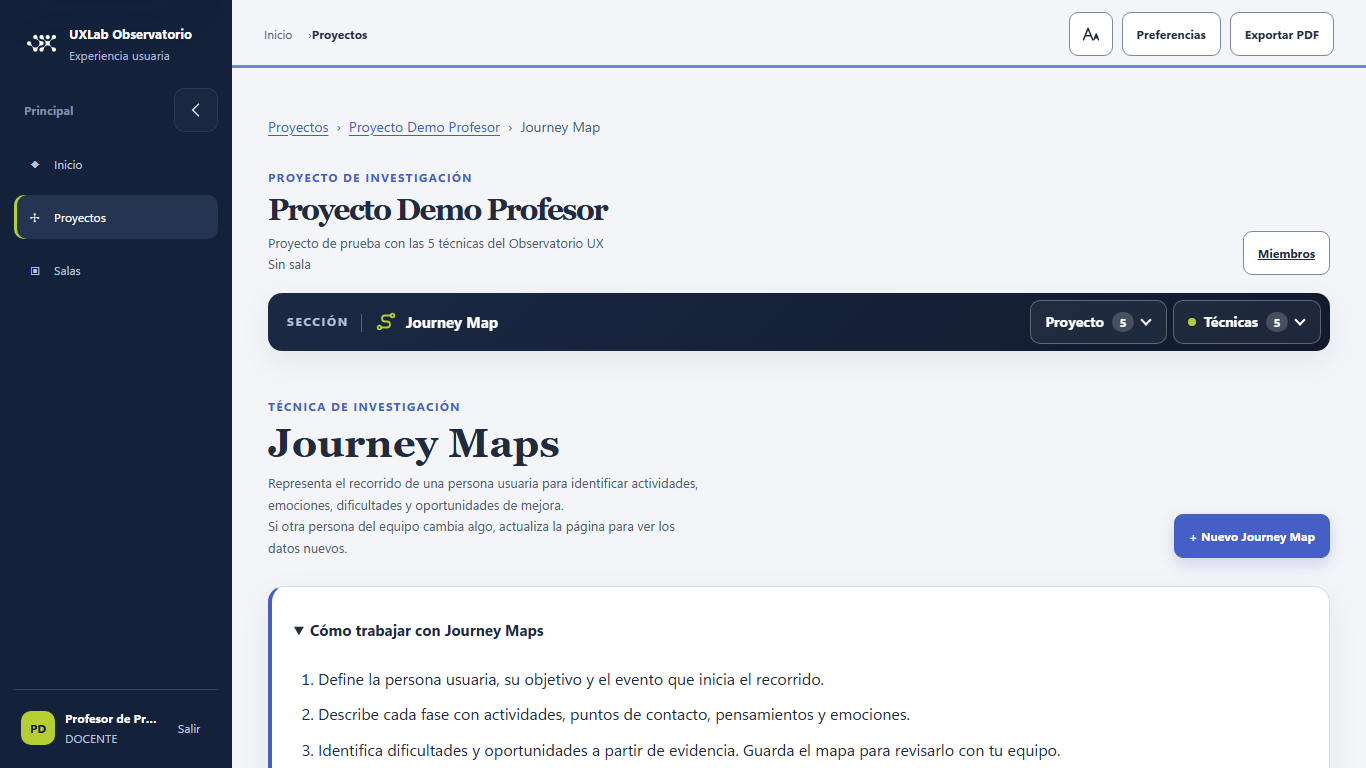 UXLab Observatorio
Experiencia usuaria
Principal
Inicio
Proyectos
Salas
PD
Profesor de Pr...
DOCENTE
Salir
Inicio ›Proyectos
AA
Preferencias
Exportar PDF
Proyectos › Proyecto Demo Profesor › Journey Map
PROYECTO DE INVESTIGACIÓN
Proyecto Demo Profesor
Proyecto de prueba con las 5 técnicas del Observatorio UX
Sin sala
Miembros
SECCIÓN
Journey Map
Proyecto 5
Técnicas 5
TÉCNICA DE INVESTIGACIÓN
Journey Maps
Representa el recorrido de una persona usuaria para identificar actividades,
emociones, dificultades y oportunidades de mejora.
Si otra persona del equipo cambia algo, actualiza la página para ver los
datos nuevos.
+ Nuevo Journey Map
▼ Cómo trabajar con Journey Maps
1. Define la persona usuaria, su objetivo y el evento que inicia el recorrido.
2. Describe cada fase con actividades, puntos de contacto, pensamientos y emociones.
3. Identifica dificultades y oportunidades a partir de evidencia. Guarda el mapa para revisarlo con tu equipo.